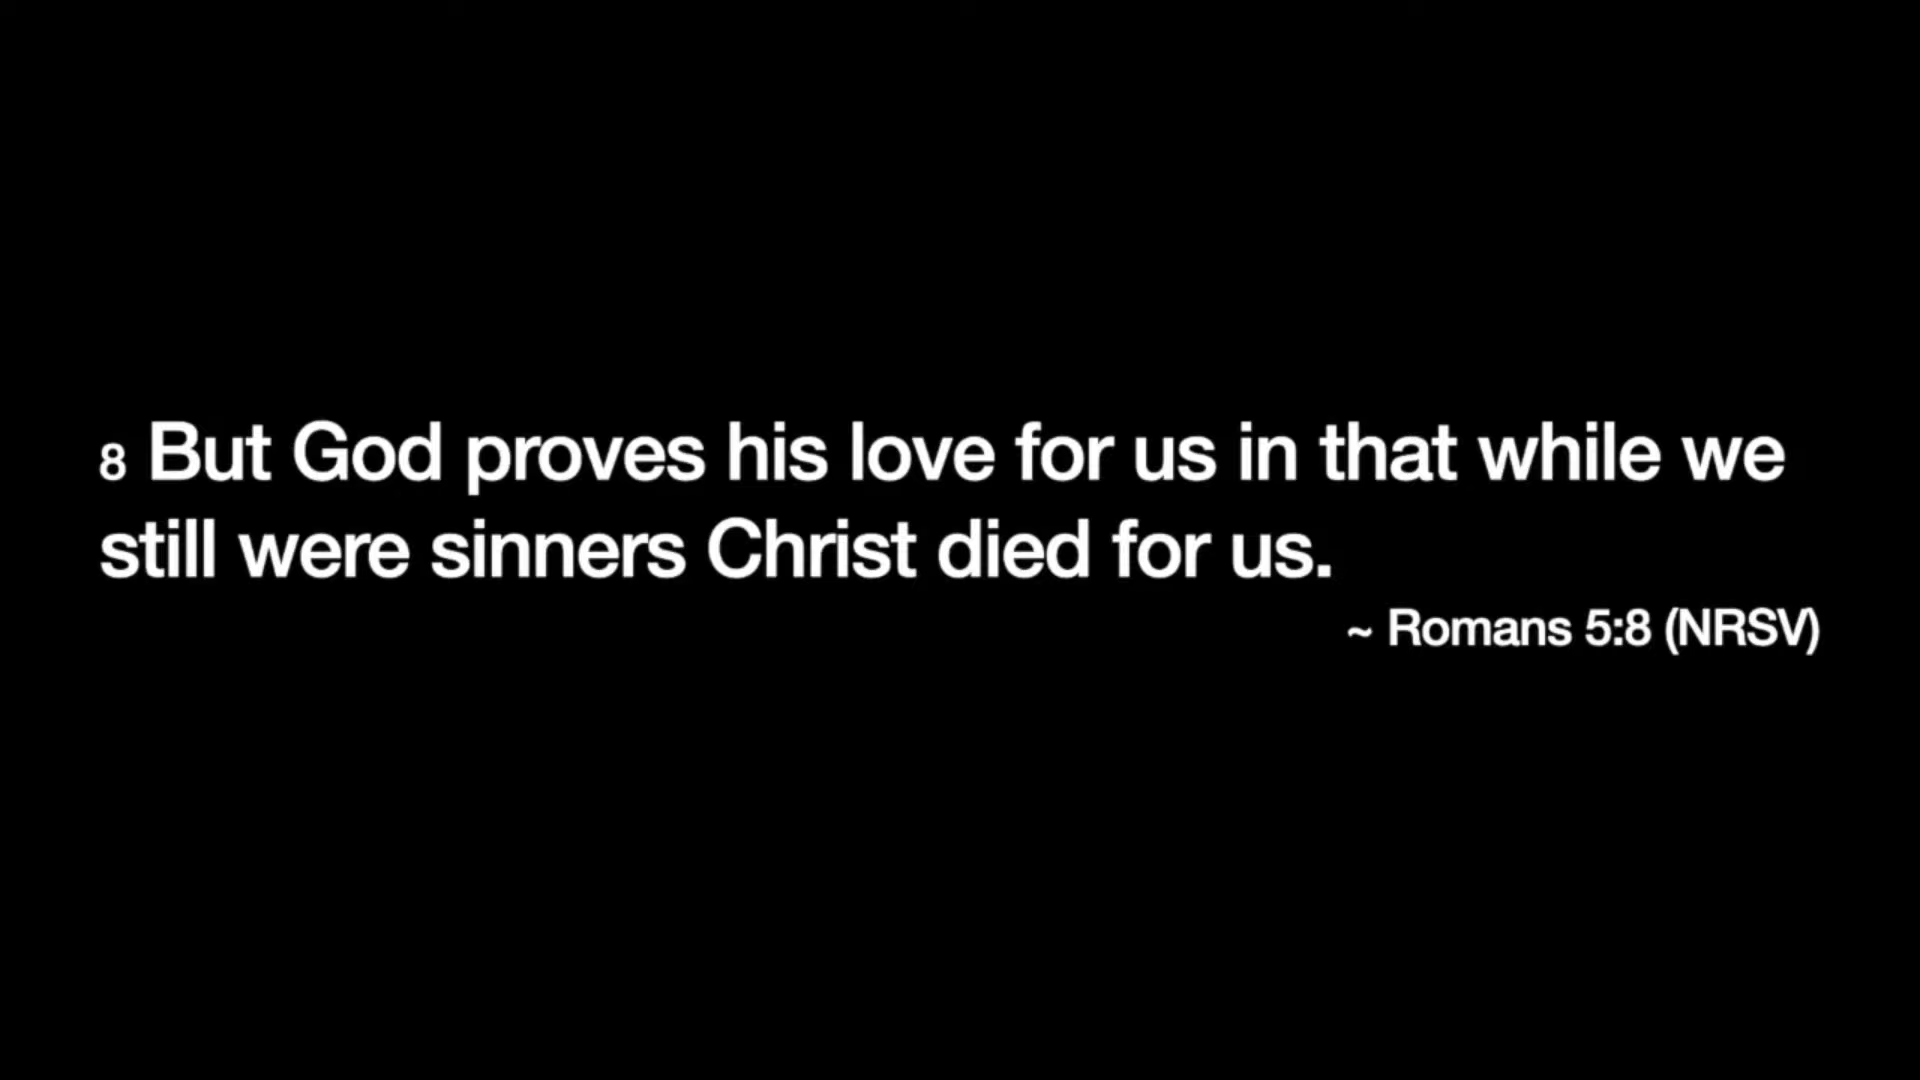 8 But God proves his love for us in that while we
still were sinners Christ died for us.
~ Romans 5:8 (NRSV)